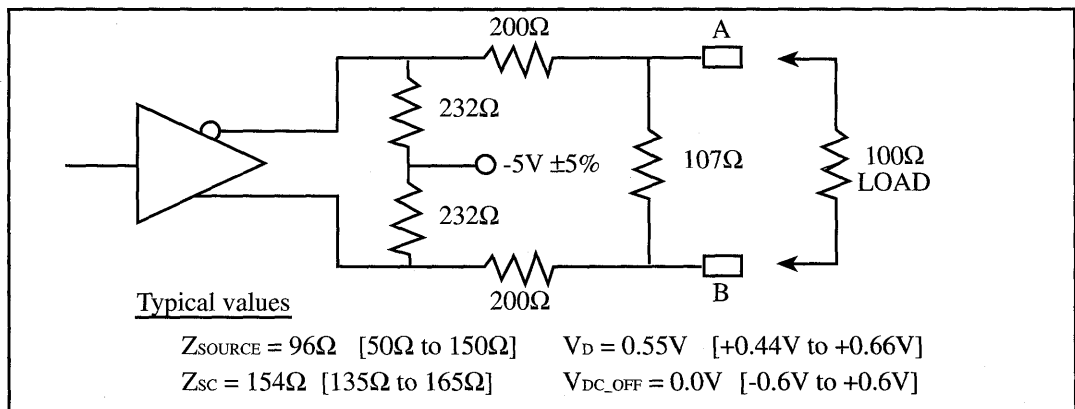 200Ω
A
232Ω
-5V ±5%
107Ω
100Ω
LOAD
232Ω
200Ω
B
Typical values
ZSOURCE = 96Ω [50Ω to 150Ω] VD = 0.55V [+0.44V to +0.66V]
ZSC = 154Ω [135Ω to 165Ω] VDC_OFF = 0.0V [-0.6V to +0.6V]